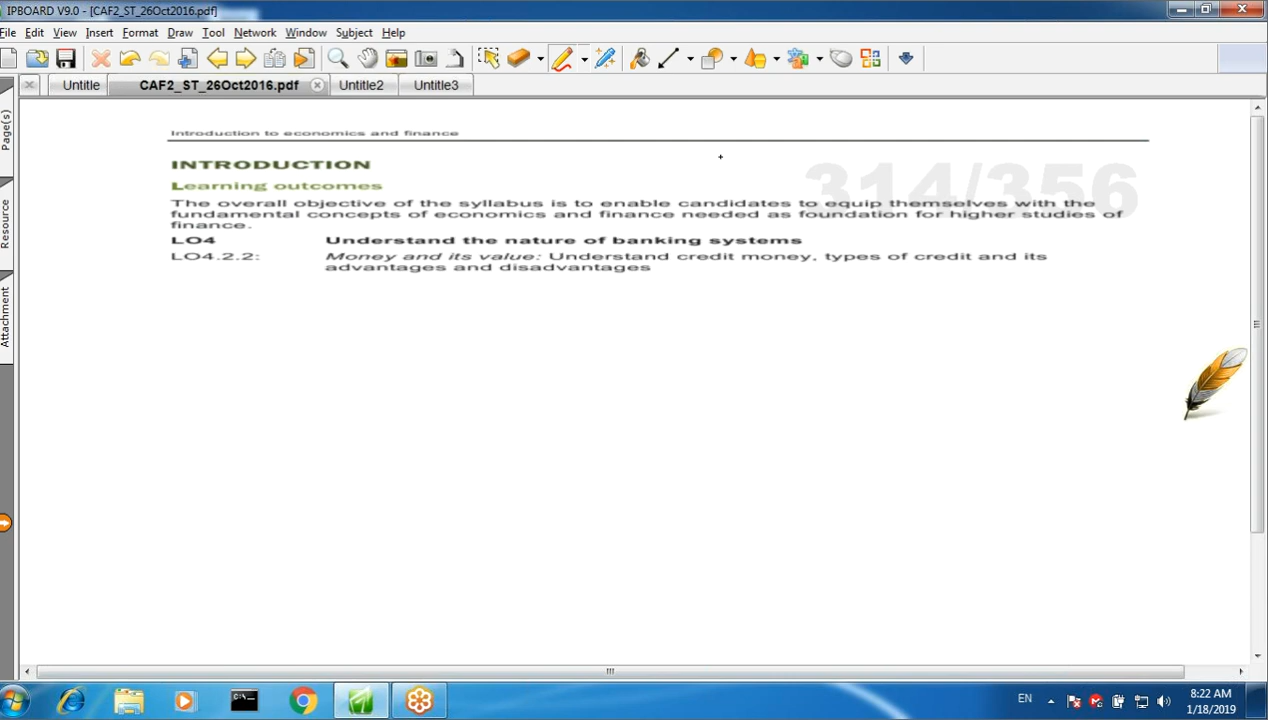 IPBOARD V9.0 - [CAF2_ST_26Oct2016.pdf]
File Edit View Insert Format Draw Tool Network Window Subject Help
Untitle CAF2_ST_26Oct2016.pdf Untitle2 Untitle3
Page(s)
Resource
Attachment
Introduction to economics and finance
314/356
INTRODUCTION
Learning outcomes
The overall objective of the syllabus is to enable candidates to equip themselves with the
fundamental concepts of economics and finance needed as foundation for higher studies of
finance.
LO4 Understand the nature of banking systems
LO4.2.2: Money and its value: Understand credit money, types of credit and its
advantages and disadvantages
EN
8:22 AM
1/18/2019